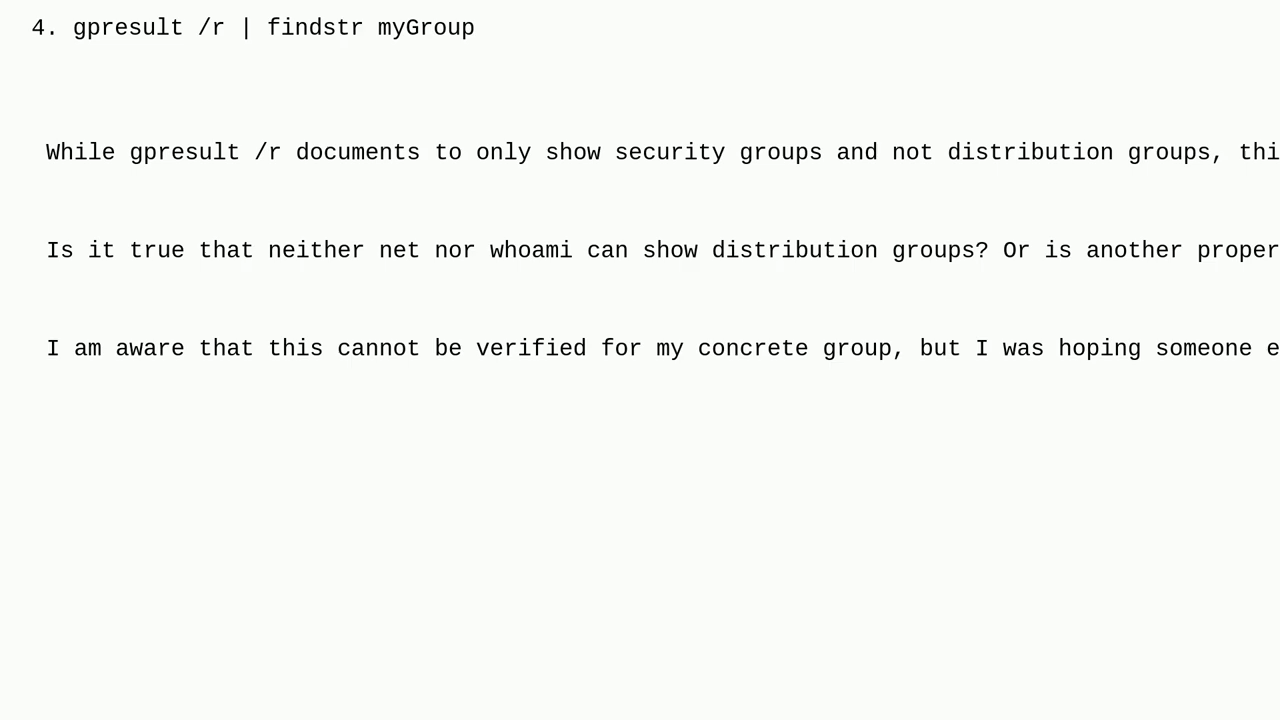 4. gpresult /r | findstr myGroup
While gpresult /r documents to only show security groups and not distribution groups, thi
Is it true that neither net nor whoami can show distribution groups? Or is another proper
I am aware that this cannot be verified for my concrete group, but I was hoping someone e